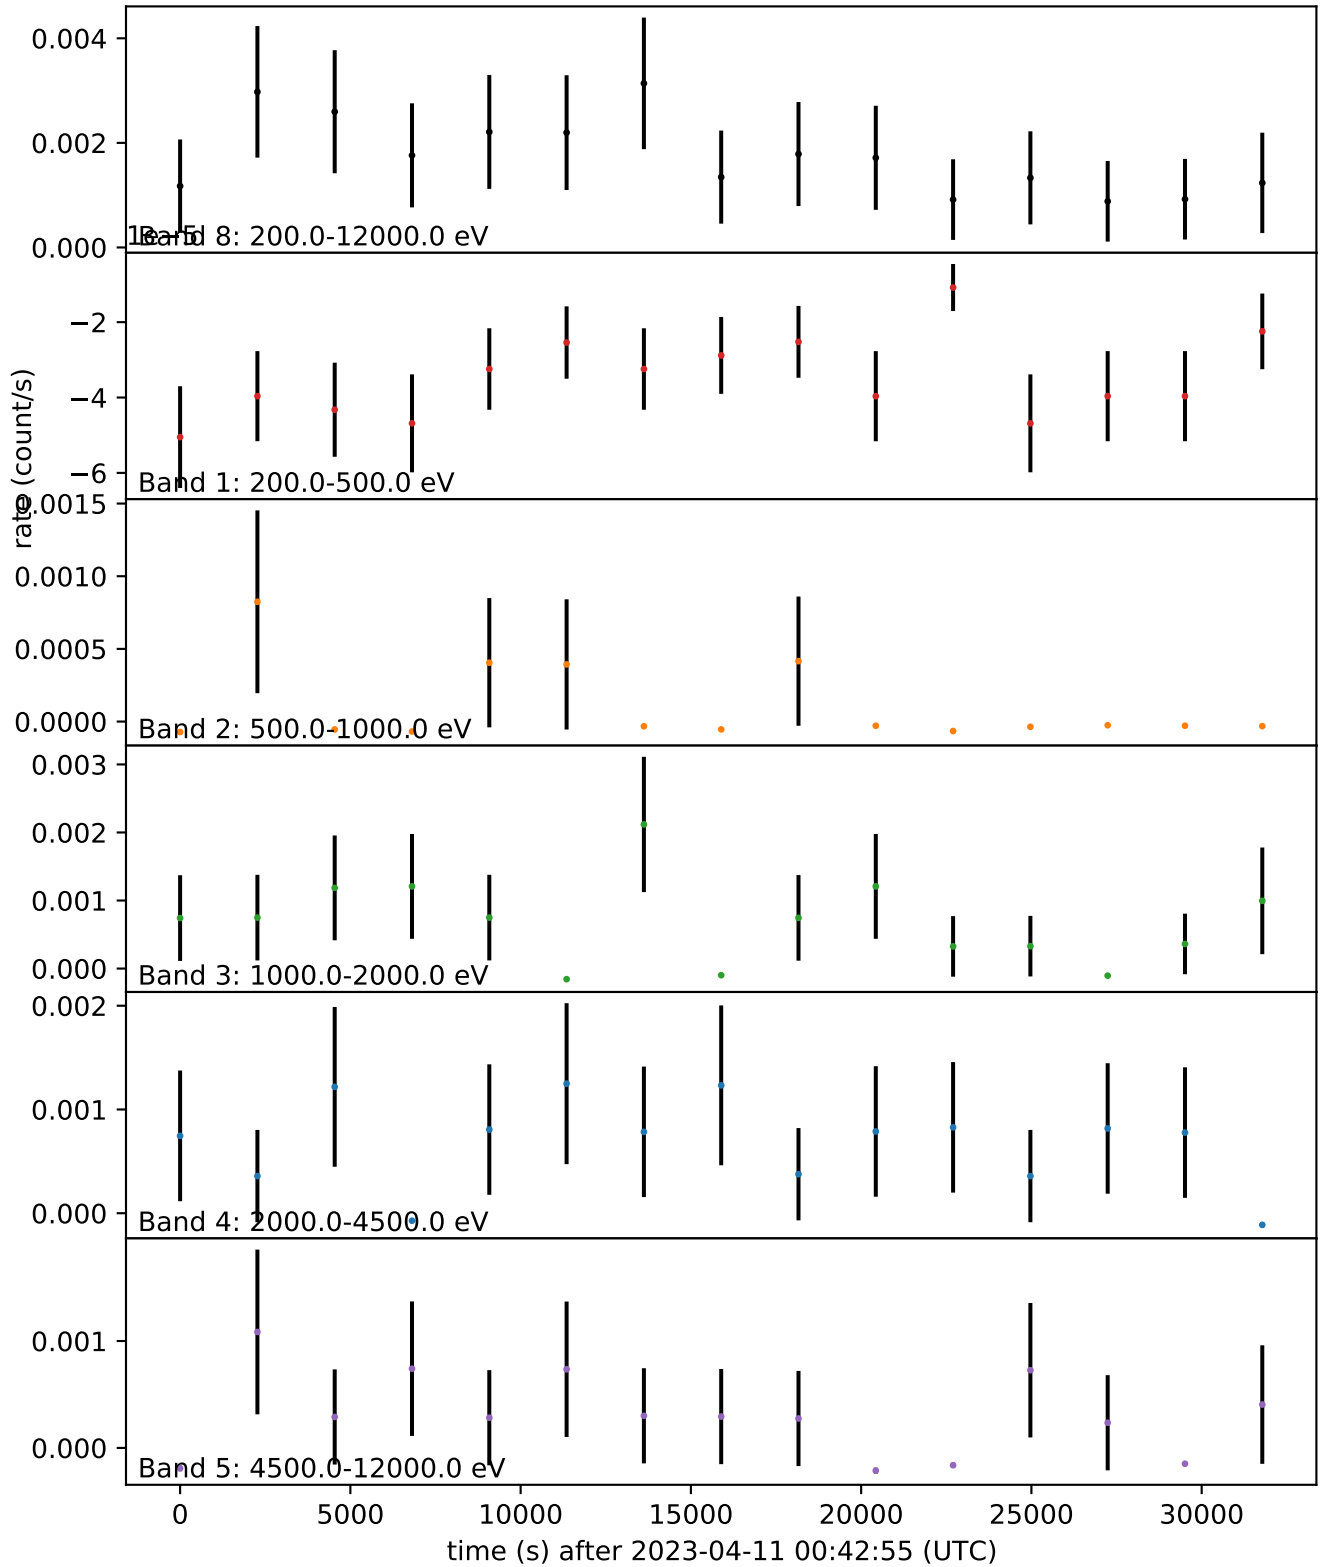 0.004
0.002
0.000
1e−5
Band 8: 200.0-12000.0 eV
−2
−4
−6
Band 1: 200.0-500.0 eV
rate (count/s)
0.0015
0.0010
0.0005
0.0000
Band 2: 500.0-1000.0 eV
0.003
0.002
0.001
0.000
Band 3: 1000.0-2000.0 eV
0.002
0.001
0.000
Band 4: 2000.0-4500.0 eV
0.001
0.000
Band 5: 4500.0-12000.0 eV
0 5000 10000 15000 20000 25000 30000
time (s) after 2023-04-11 00:42:55 (UTC)